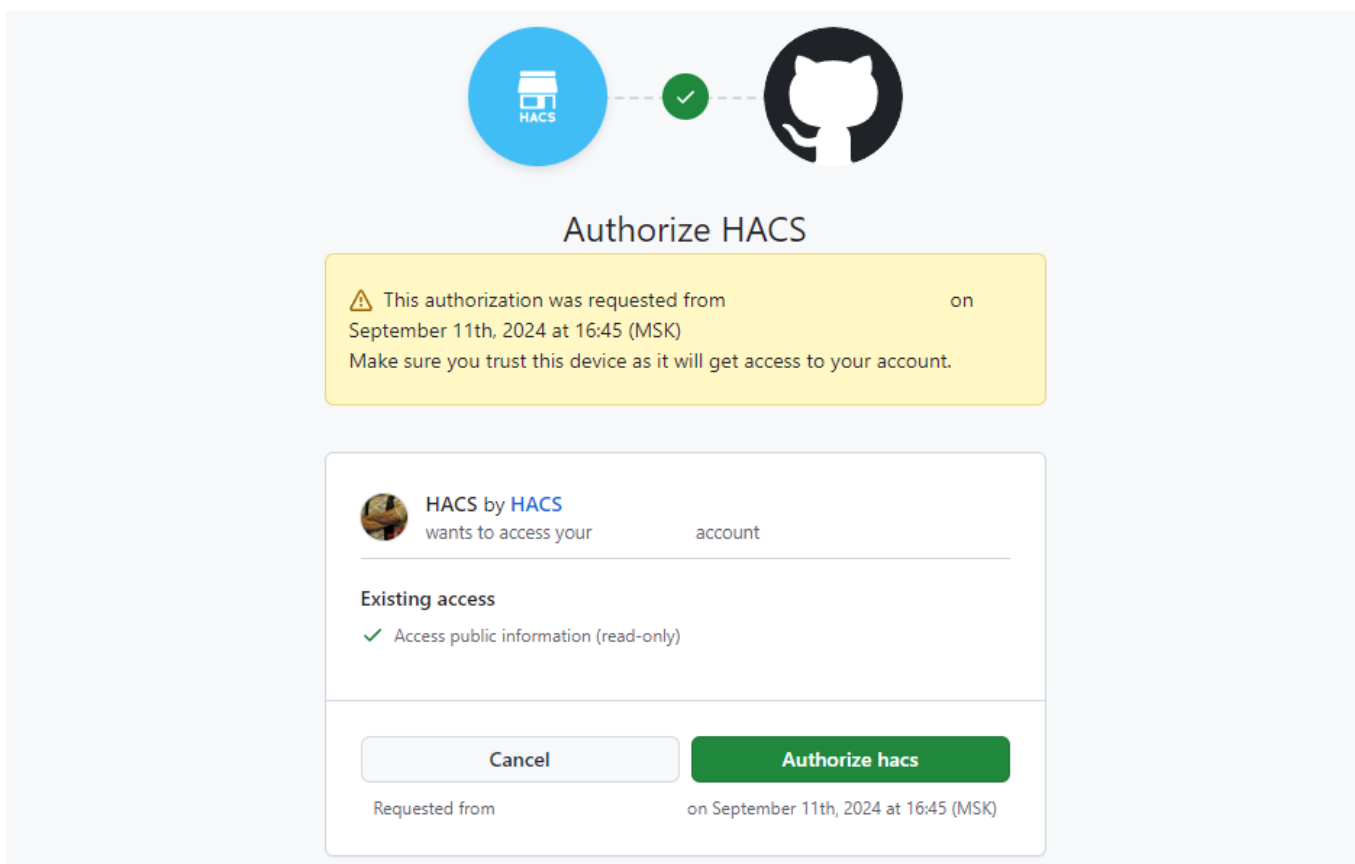 HACS
Authorize HACS
This authorization was requested from on
September 11th, 2024 at 16:45 (MSK)
Make sure you trust this device as it will get access to your account.
HACS by HACS
wants to access your account
Existing access
Access public information (read-only)
Cancel Authorize hacs
Requested from on September 11th, 2024 at 16:45 (MSK)